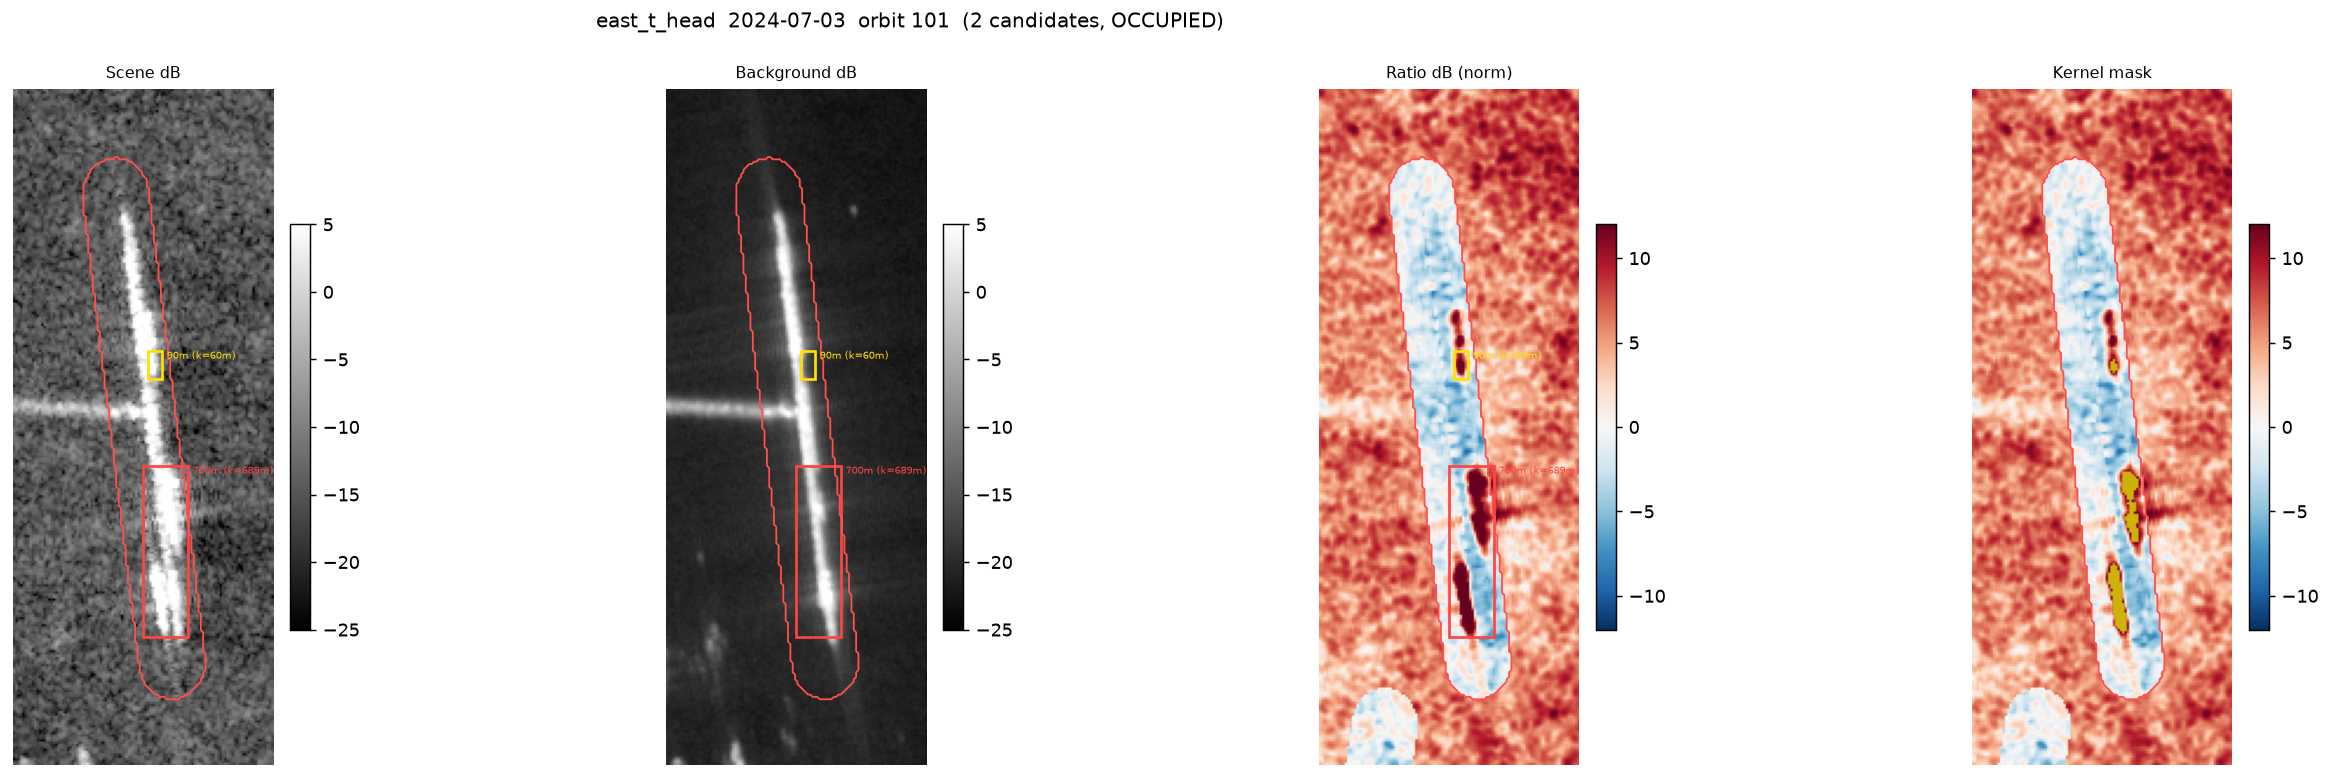 east_t_head 2024-07-03 orbit 101 (2 candidates, OCCUPIED)
Scene dB
90m (k=60m)
700m (k=689m)
5
0
−5
−10
−15
−20
−25
Background dB
90m (k=60m)
700m (k=689m)
5
0
−5
−10
−15
−20
−25
Ratio dB (norm)
10
5
0
−5
−10
Kernel mask
10
5
0
−5
−10